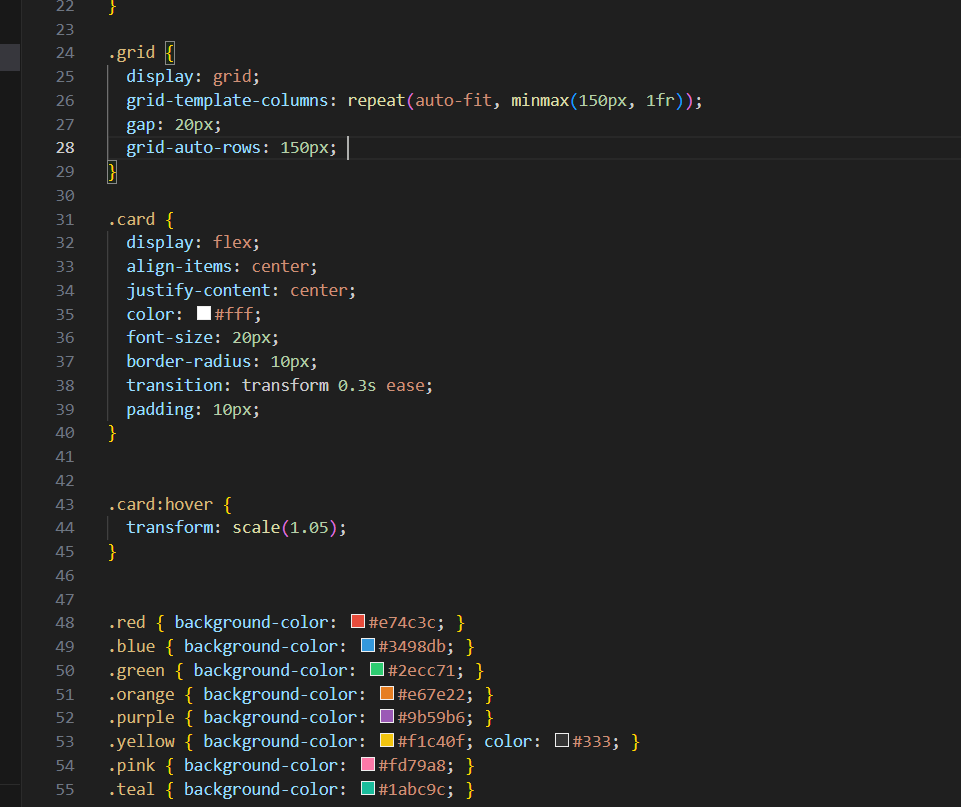 22 }
23
24 .grid {
25   display: grid;
26   grid-template-columns: repeat(auto-fit, minmax(150px, 1fr));
27   gap: 20px;
28   grid-auto-rows: 150px;
29 }
30
31 .card {
32   display: flex;
33   align-items: center;
34   justify-content: center;
35   color: #fff;
36   font-size: 20px;
37   border-radius: 10px;
38   transition: transform 0.3s ease;
39   padding: 10px;
40 }
41
42
43 .card:hover {
44   transform: scale(1.05);
45 }
46
47
48 .red { background-color: #e74c3c; }
49 .blue { background-color: #3498db; }
50 .green { background-color: #2ecc71; }
51 .orange { background-color: #e67e22; }
52 .purple { background-color: #9b59b6; }
53 .yellow { background-color: #f1c40f; color: #333; }
54 .pink { background-color: #fd79a8; }
55 .teal { background-color: #1abc9c; }